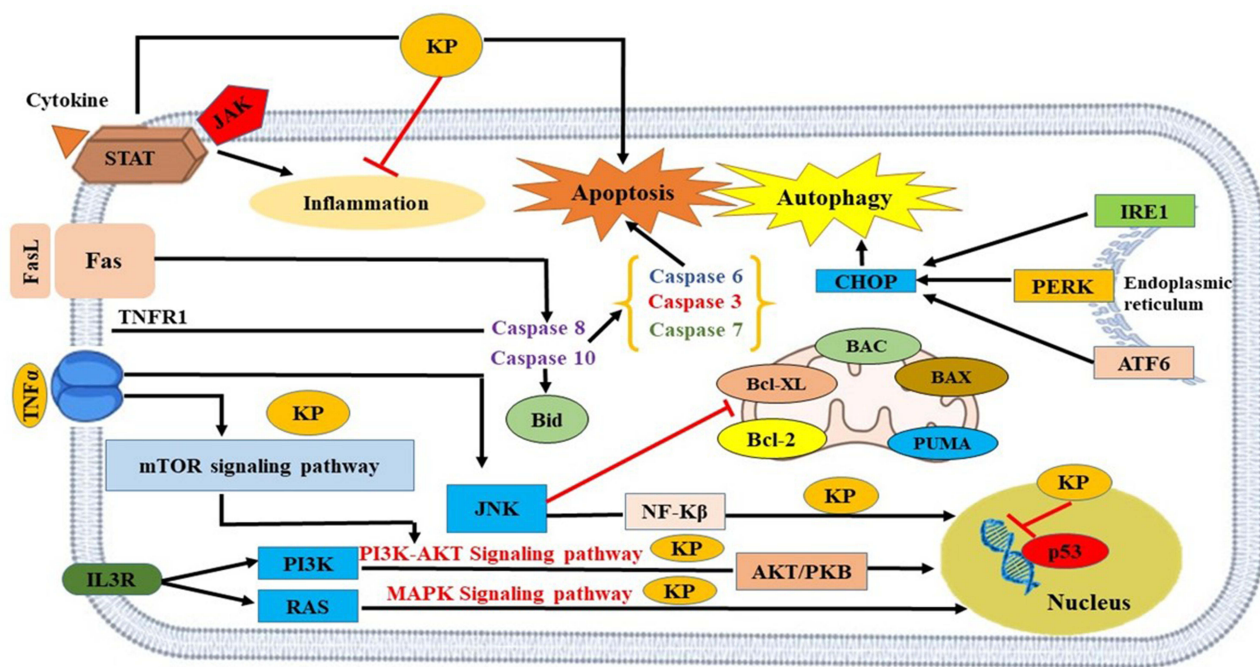 KP
Cytokine
JAK
STAT
Inflammation
Apoptosis
Autophagy
IRE1
FasL
Fas
Caspase 6
Caspase 3
Caspase 7
CHOP
PERK
Endoplasmic
reticulum
TNFR1
Caspase 8
Caspase 10
BAC
ATF6
TNFα
Bcl-XL
BAX
KP
Bid
Bcl-2
PUMA
mTOR signaling pathway
JNK
NF-Kβ
KP
KP
PI3K-AKT Signaling pathway
KP
p53
IL3R
PI3K
AKT/PKB
MAPK Signaling pathway
KP
RAS
Nucleus